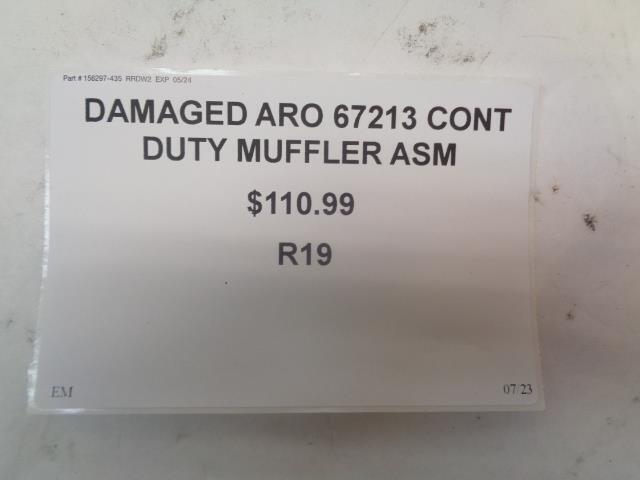 Part # 156297-435 RRDW2 EXP 05/24
DAMAGED ARO 67213 CONT
DUTY MUFFLER ASM
$110.99
R19
EM 07/23